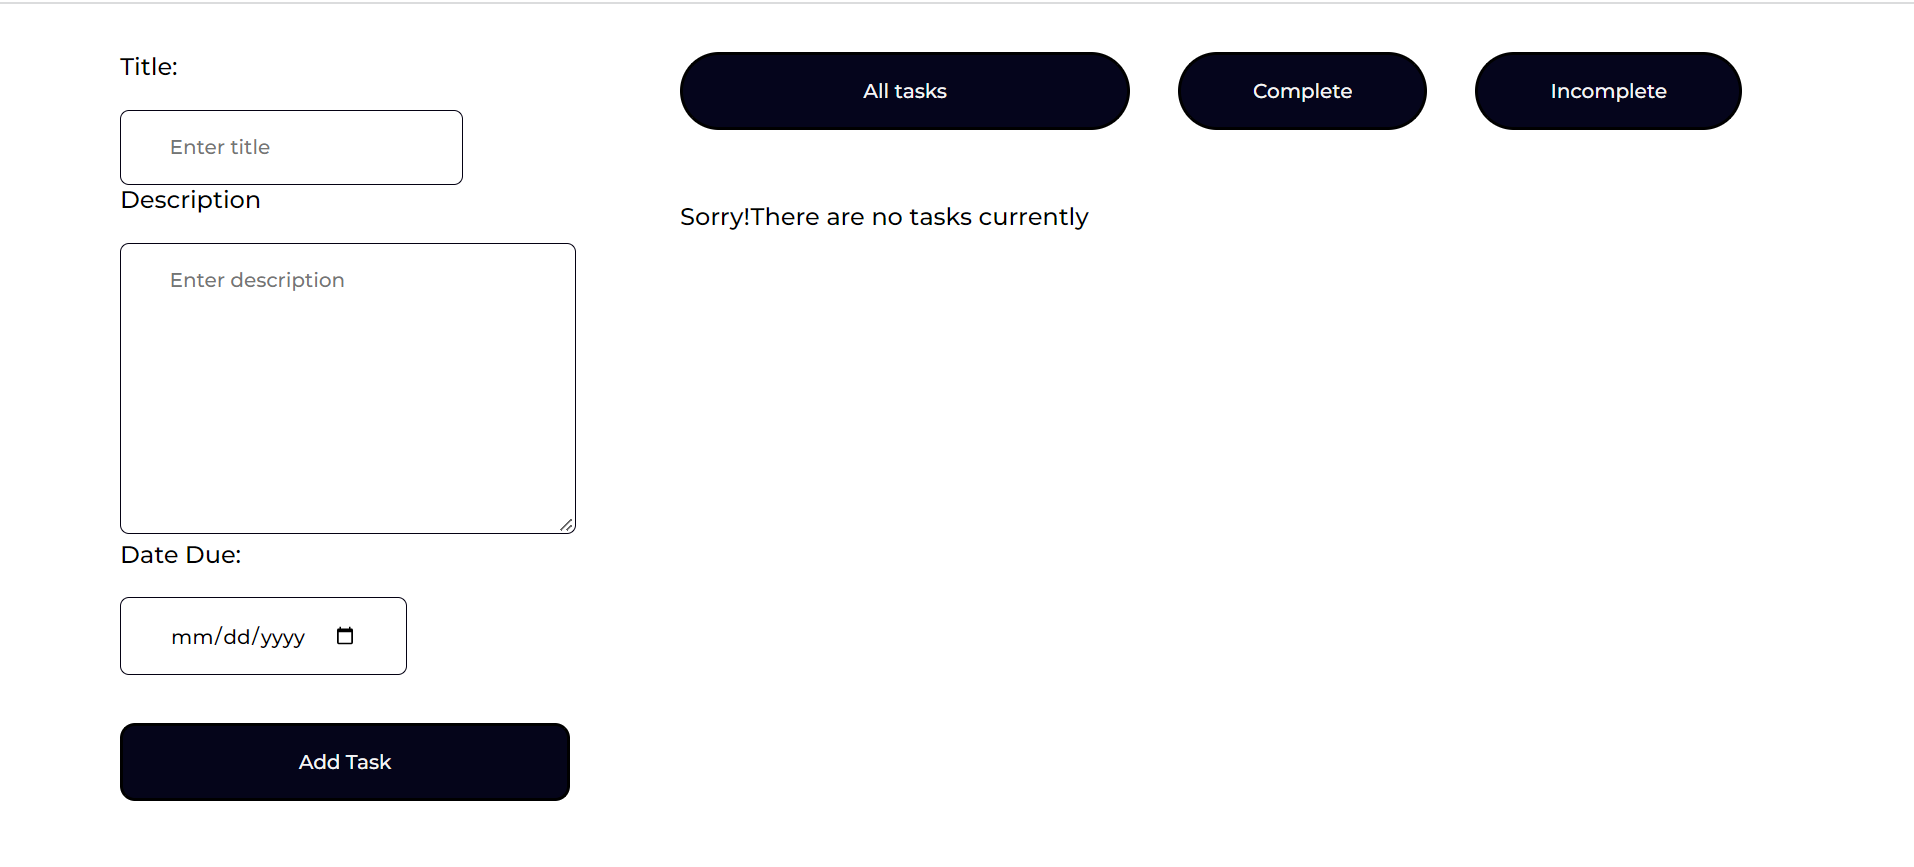 Title:
Enter title
Description
Enter description
Date Due:
mm/dd/yyyy
Add Task
All tasks
Complete
Incomplete
Sorry!There are no tasks currently